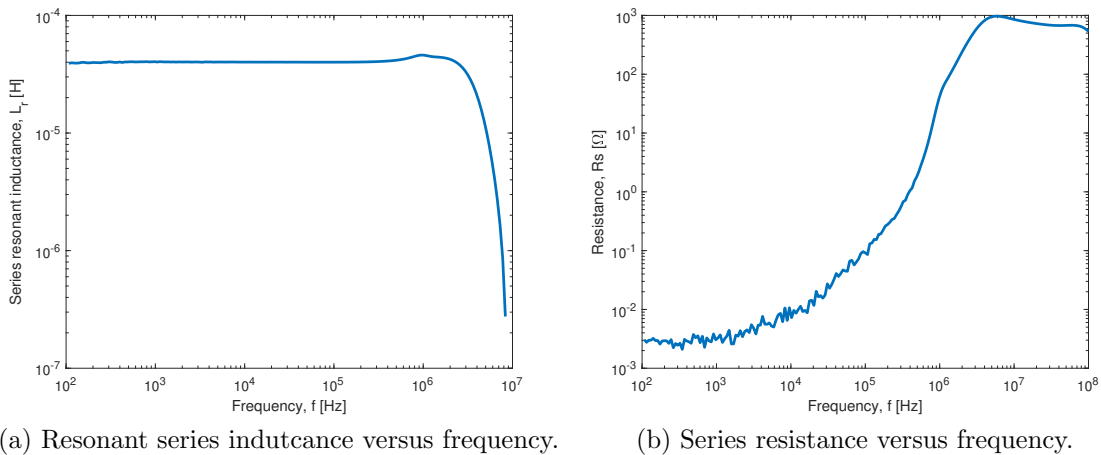 10^-4
10^-5
10^-6
10^-7
Series resonant inductance, L_r [H]
10^2 10^3 10^4 10^5 10^6 10^7
Frequency, f [Hz]
10^3
10^2
10^1
10^0
10^-1
10^-2
10^-3
Resistance, Rs [Ω]
10^2 10^3 10^4 10^5 10^6 10^7 10^8
Frequency, f [Hz]
(a) Resonant series indutcance versus frequency.
(b) Series resistance versus frequency.